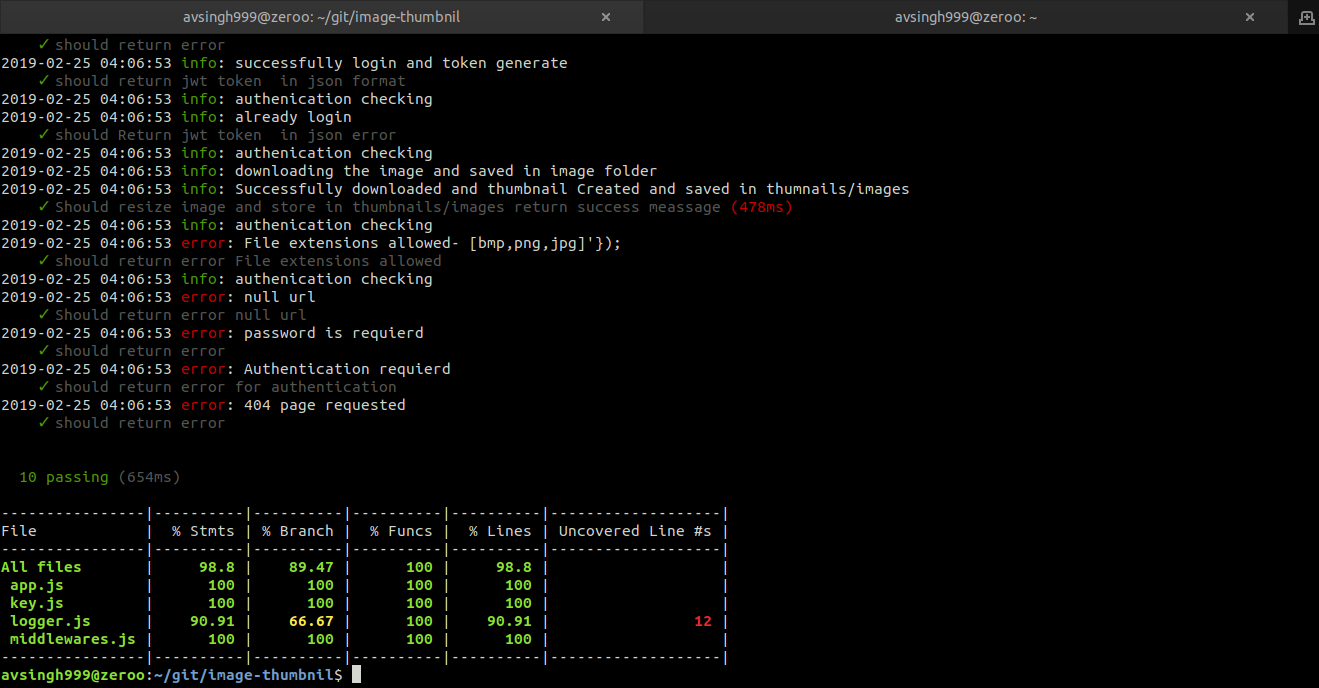 avsingh999@zeroo: ~/git/image-thumbnil × avsingh999@zeroo: ~ ×
✓ should return error
2019-02-25 04:06:53 info: successfully login and token generate
✓ should return jwt token  in json format
2019-02-25 04:06:53 info: authenication checking
2019-02-25 04:06:53 info: already login
✓ should Return jwt token  in json error
2019-02-25 04:06:53 info: authenication checking
2019-02-25 04:06:53 info: downloading the image and saved in image folder
2019-02-25 04:06:53 info: Successfully downloaded and thumbnail Created and saved in thumnails/images
✓ Should resize image and store in thumbnails/images return success meassage (478ms)
2019-02-25 04:06:53 info: authenication checking
2019-02-25 04:06:53 error: File extensions allowed- [bmp,png,jpg]'});
✓ should return error File extensions allowed
2019-02-25 04:06:53 info: authenication checking
2019-02-25 04:06:53 error: null url
✓ Should return error null url
2019-02-25 04:06:53 error: password is requierd
✓ should return error
2019-02-25 04:06:53 error: Authentication requierd
✓ should return error for authentication
2019-02-25 04:06:53 error: 404 page requested
✓ should return error
10 passing (654ms)
----------------|----------|----------|----------|----------|-------------------|
File            |  % Stmts | % Branch |  % Funcs |  % Lines | Uncovered Line #s |
----------------|----------|----------|----------|----------|-------------------|
All files       |     98.8 |    89.47 |      100 |     98.8 |                   |
 app.js         |      100 |      100 |      100 |      100 |                   |
 key.js         |      100 |      100 |      100 |      100 |                   |
 logger.js      |    90.91 |    66.67 |      100 |    90.91 |                12 |
 middlewares.js |      100 |      100 |      100 |      100 |                   |
----------------|----------|----------|----------|----------|-------------------|
avsingh999@zeroo:~/git/image-thumbnil$